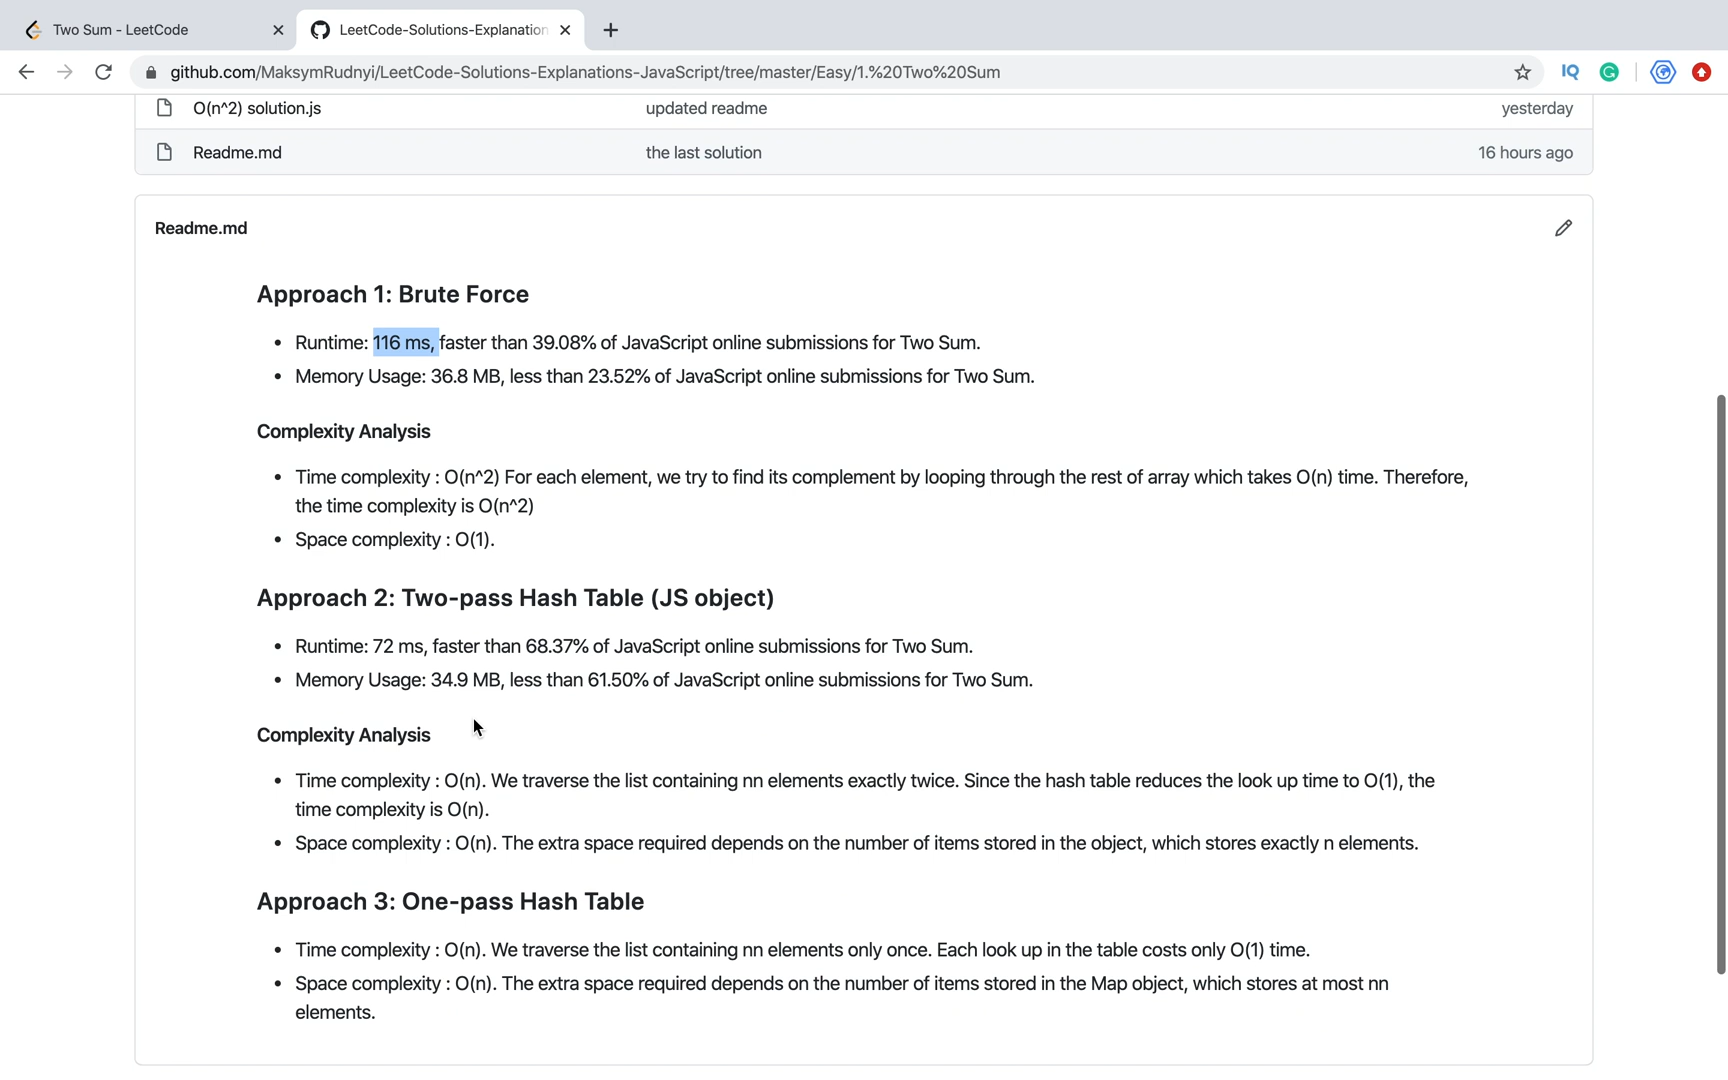 Two Sum - LeetCode
LeetCode-Solutions-Explanation
github.com/MaksymRudnyi/LeetCode-Solutions-Explanations-JavaScript/tree/master/Easy/1.%20Two%20Sum
IQ
O(n^2) solution.js updated readme yesterday
Readme.md the last solution 16 hours ago
Readme.md
Approach 1: Brute Force
• Runtime: 116 ms, faster than 39.08% of JavaScript online submissions for Two Sum.
• Memory Usage: 36.8 MB, less than 23.52% of JavaScript online submissions for Two Sum.
Complexity Analysis
• Time complexity : O(n^2) For each element, we try to find its complement by looping through the rest of array which takes O(n) time. Therefore,
the time complexity is O(n^2)
• Space complexity : O(1).
Approach 2: Two-pass Hash Table (JS object)
• Runtime: 72 ms, faster than 68.37% of JavaScript online submissions for Two Sum.
• Memory Usage: 34.9 MB, less than 61.50% of JavaScript online submissions for Two Sum.
Complexity Analysis
• Time complexity : O(n). We traverse the list containing nn elements exactly twice. Since the hash table reduces the look up time to O(1), the
time complexity is O(n).
• Space complexity : O(n). The extra space required depends on the number of items stored in the object, which stores exactly n elements.
Approach 3: One-pass Hash Table
• Time complexity : O(n). We traverse the list containing nn elements only once. Each look up in the table costs only O(1) time.
• Space complexity : O(n). The extra space required depends on the number of items stored in the Map object, which stores at most nn
elements.